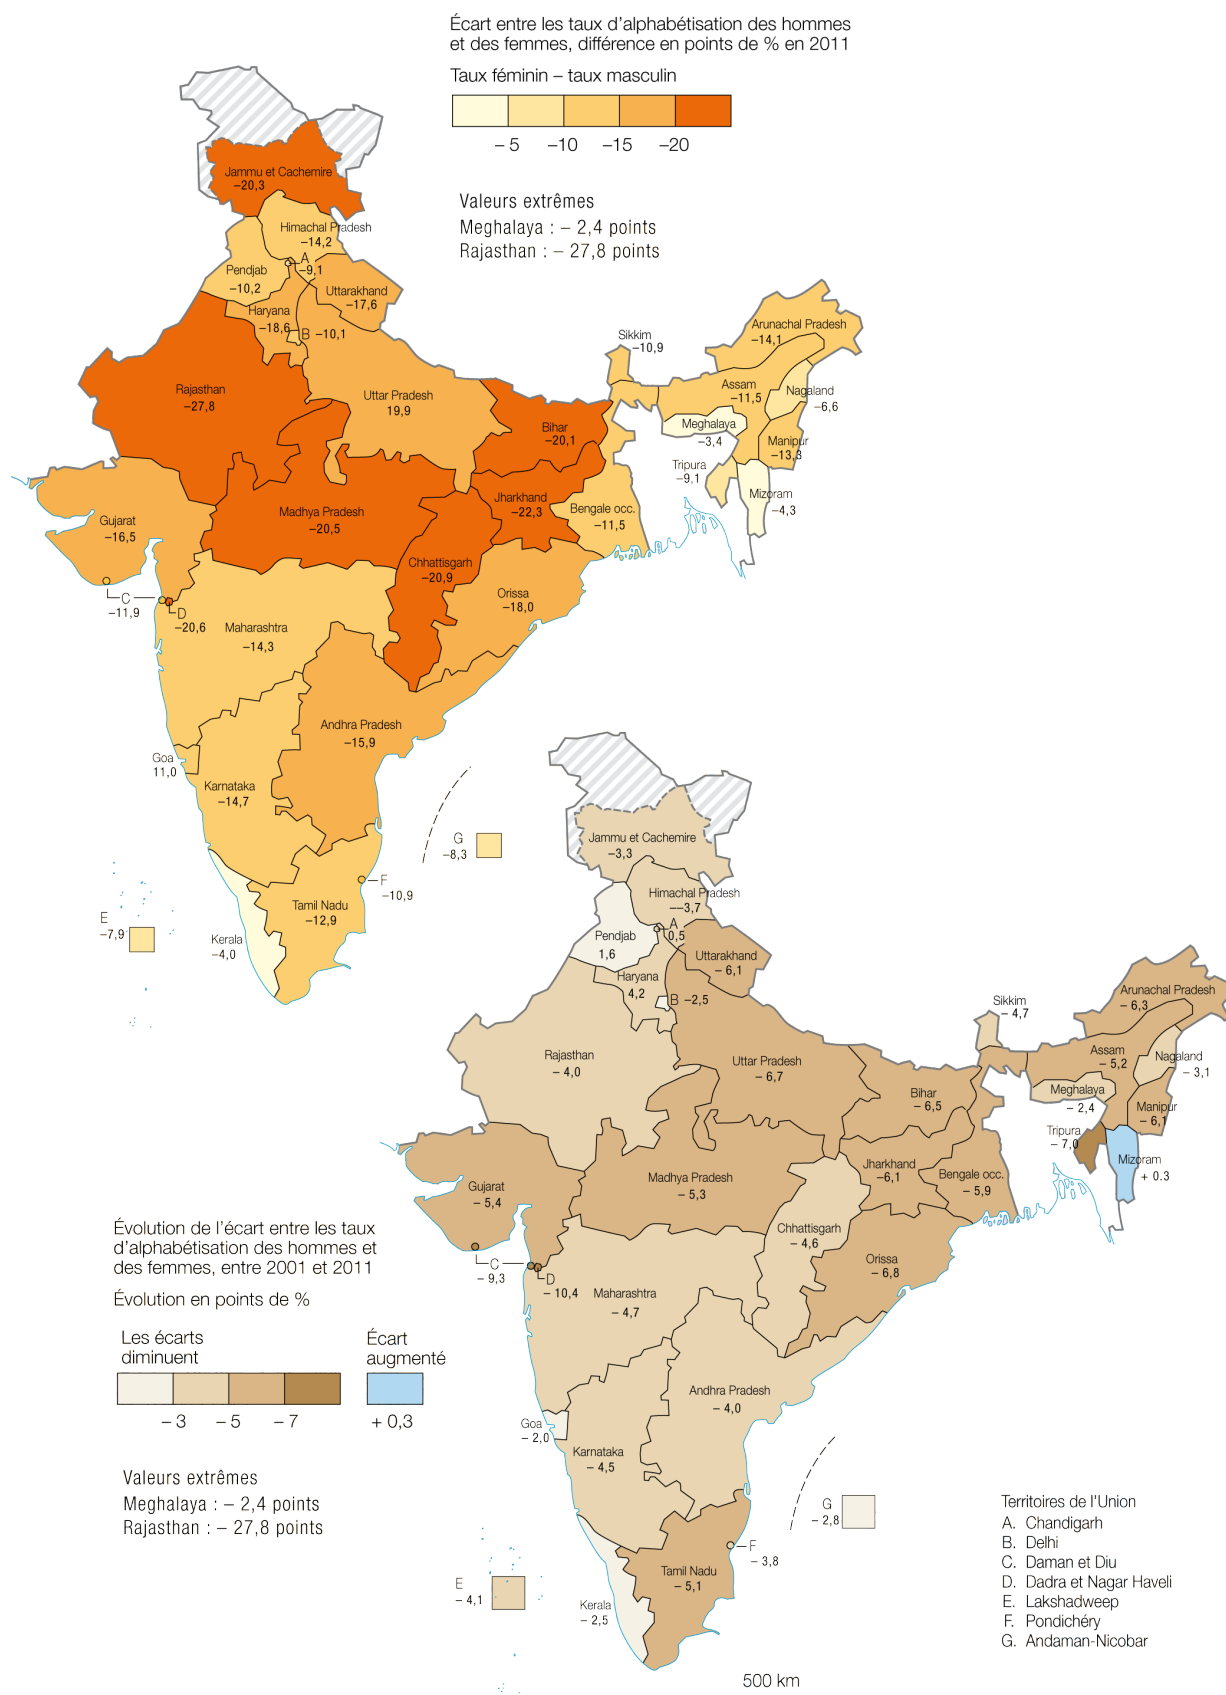 Écart entre les taux d’alphabétisation des hommes
et des femmes, différence en points de % en 2011
Taux féminin – taux masculin
– 5 –10 –15 –20
Valeurs extrêmes
Meghalaya : – 2,4 points
Rajasthan : – 27,8 points
Jammu et Cachemire
–20,3
Himachal Pradesh
–14,2
A
–9,1
Pendjab
–10,2
Uttarakhand
–17,6
Haryana
–18,6
B –10,1
Rajasthan
–27,8
Uttar Pradesh
19,9
Bihar
–20,1
Sikkim
–10,9
Arunachal Pradesh
–14,1
Assam
–11,5
Nagaland
–6,6
Meghalaya
–3,4
Manipur
–13,3
Tripura
–9,1
Mizoram
–4,3
Gujarat
–16,5
Madhya Pradesh
–20,5
Jharkhand
–22,3
Bengale occ.
–11,5
Chhattisgarh
–20,9
Orissa
–18,0
C
–11,9
D
–20,6
Maharashtra
–14,3
Andhra Pradesh
–15,9
Goa
11,0
Karnataka
–14,7
G
–8,3
F
–10,9
Tamil Nadu
–12,9
E
–7,9
Kerala
–4,0
Jammu et Cachemire
–3,3
Himachal Pradesh
––3,7
A
0,5
Pendjab
1,6
Uttarakhand
– 6,1
Haryana
4,2
B –2,5
Rajasthan
– 4,0
Uttar Pradesh
– 6,7
Bihar
– 6,5
Sikkim
– 4,7
Arunachal Pradesh
– 6,3
Assam
– 5,2
Nagaland
– 3,1
Meghalaya
– 2,4
Manipur
– 6,1
Tripura
– 7,0
Mizoram
+ 0.3
Gujarat
– 5,4
Madhya Pradesh
– 5,3
Jharkhand
–6,1
Bengale occ.
– 5,9
Chhattisgarh
– 4,6
Orissa
– 6,8
C
– 9,3
D
– 10,4
Maharashtra
– 4,7
Andhra Pradesh
– 4,0
Goa
– 2,0
Karnataka
– 4,5
G
– 2,8
F
– 3,8
Tamil Nadu
– 5,1
E
– 4,1
Kerala
– 2,5
Évolution de l’écart entre les taux
d’alphabétisation des hommes et
des femmes, entre 2001 et 2011
Évolution en points de %
Les écarts
diminuent
Écart
augmenté
– 3 – 5 – 7 + 0,3
Valeurs extrêmes
Meghalaya : – 2,4 points
Rajasthan : – 27,8 points
Territoires de l'Union
A. Chandigarh
B. Delhi
C. Daman et Diu
D. Dadra et Nagar Haveli
E. Lakshadweep
F. Pondichéry
G. Andaman-Nicobar
500 km